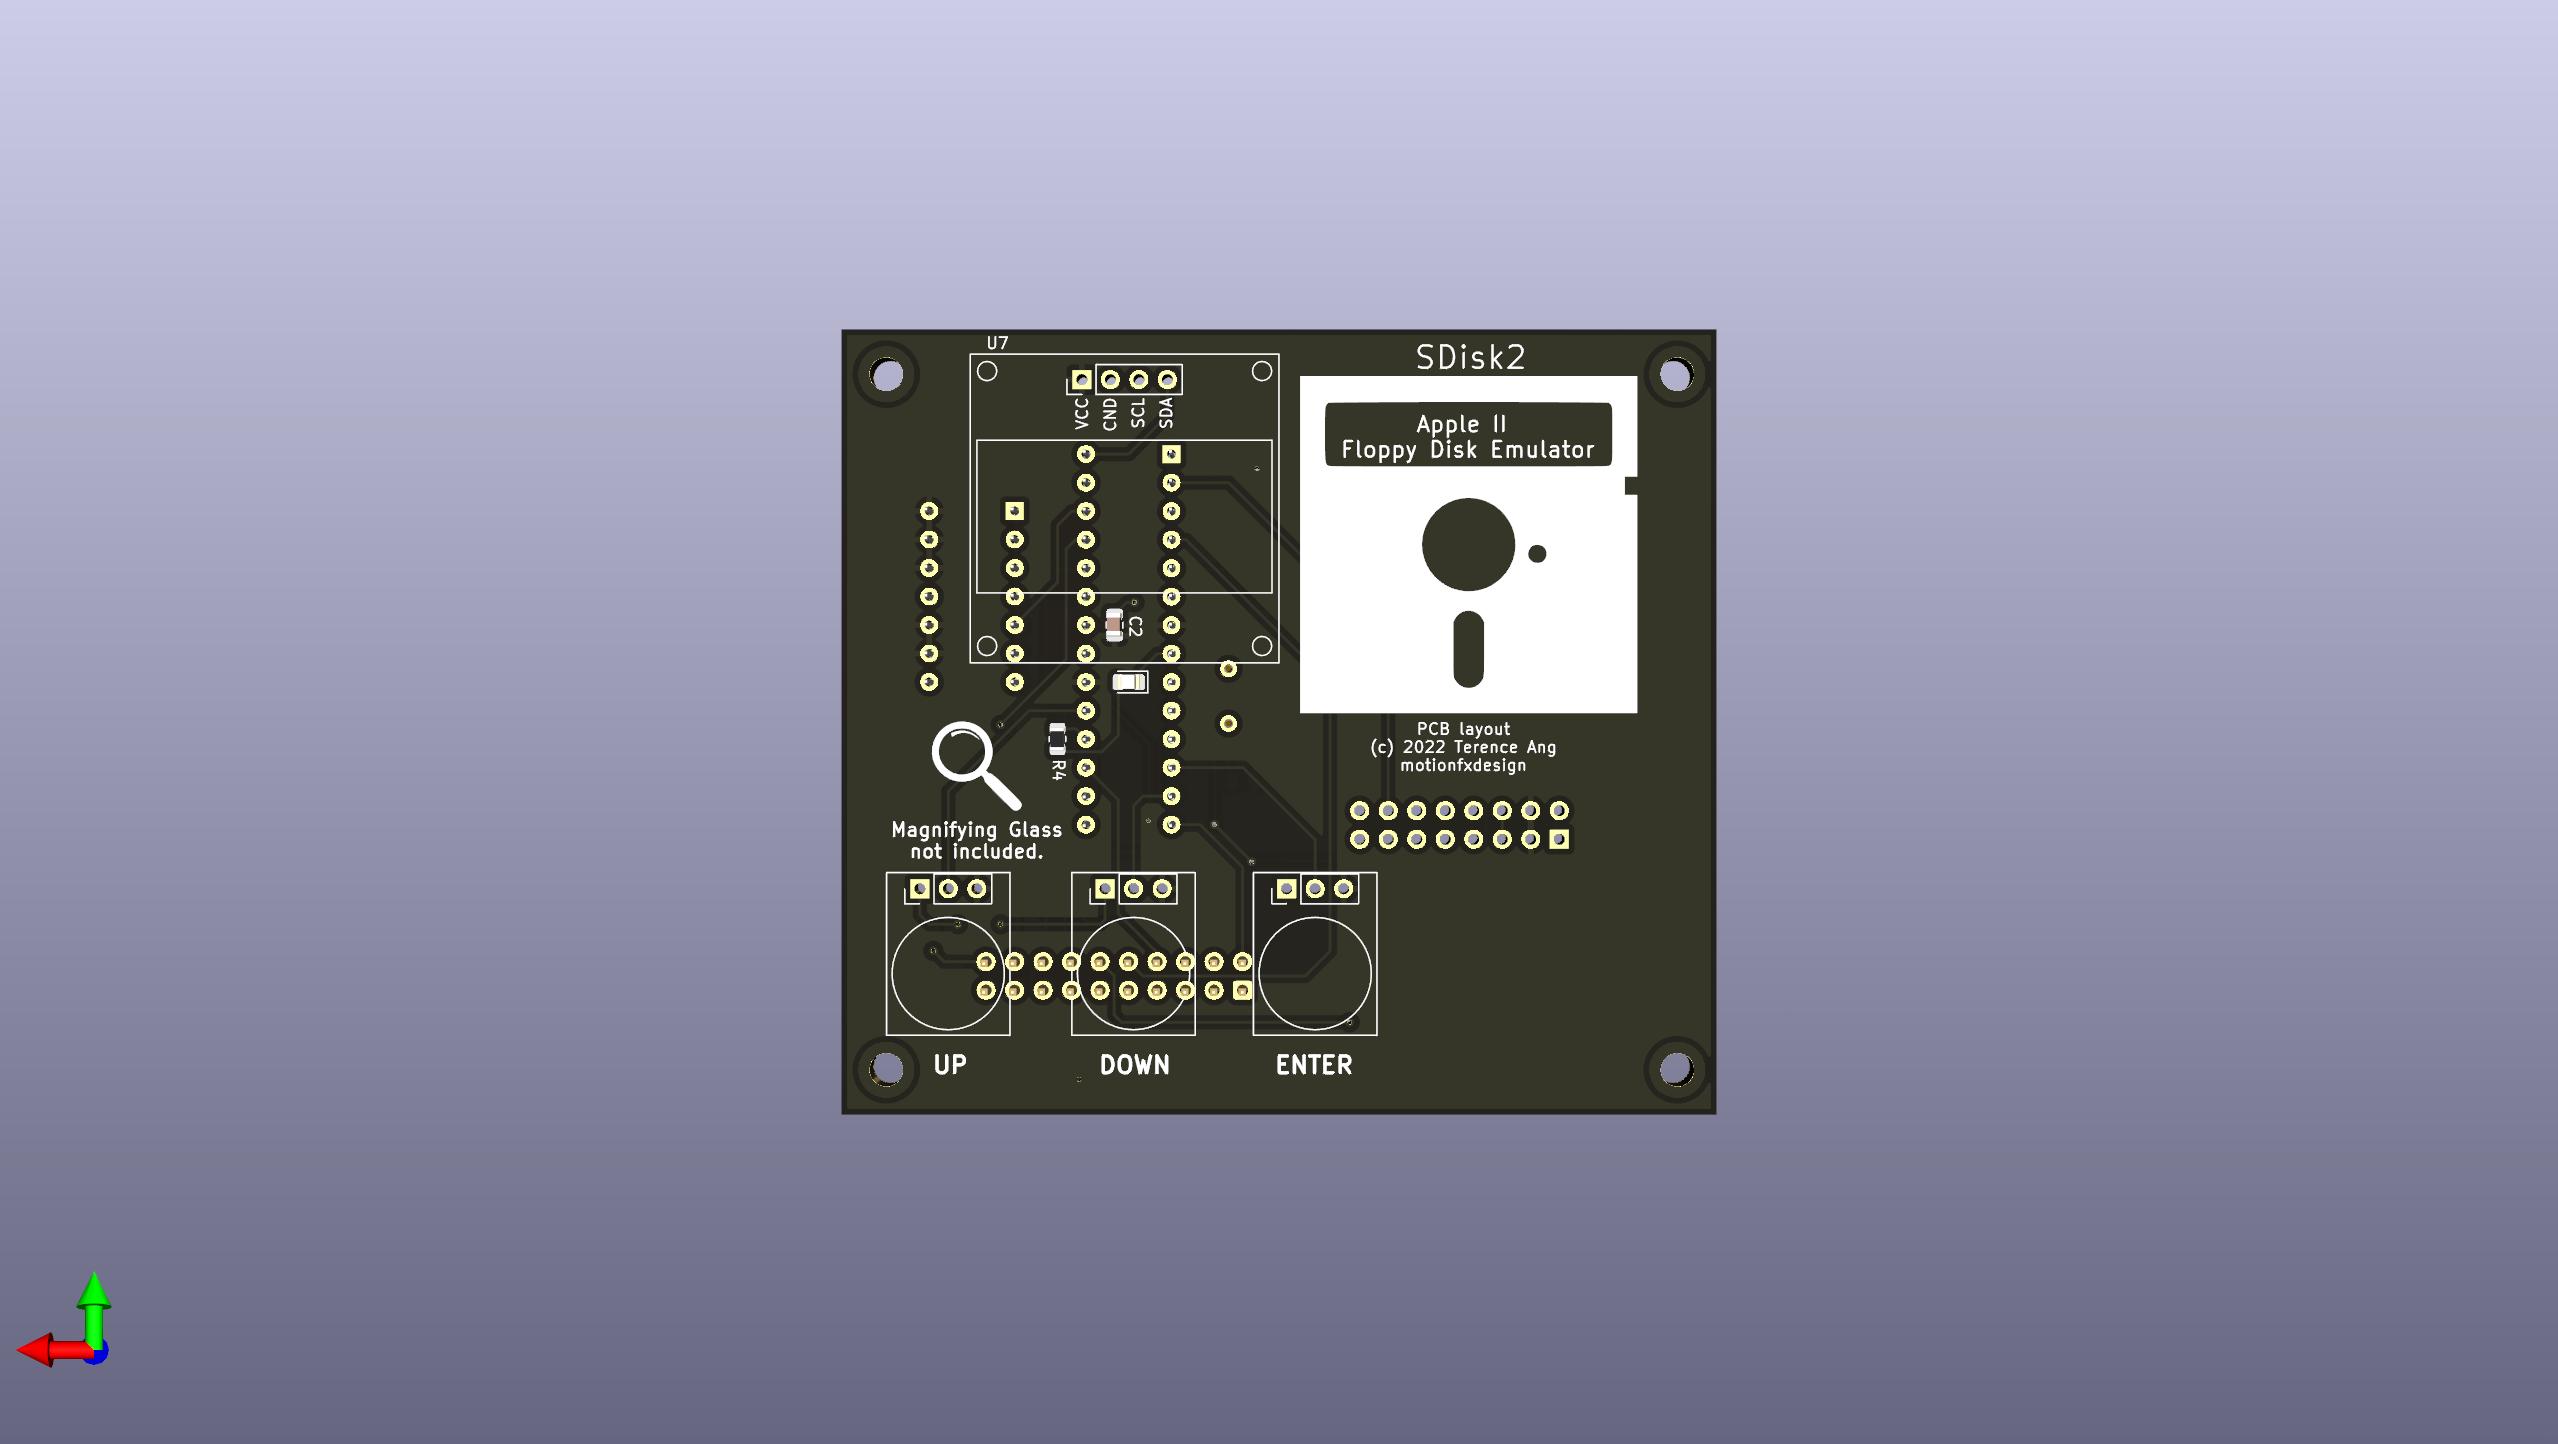 U7
SDisk2
VCC
GND
SCL
SDA
Apple II
Floppy Disk Emulator
C2
R4
PCB layout
(c) 2022 Terence Ang
motionfxdesign
Magnifying Glass
not included.
UP
DOWN
ENTER